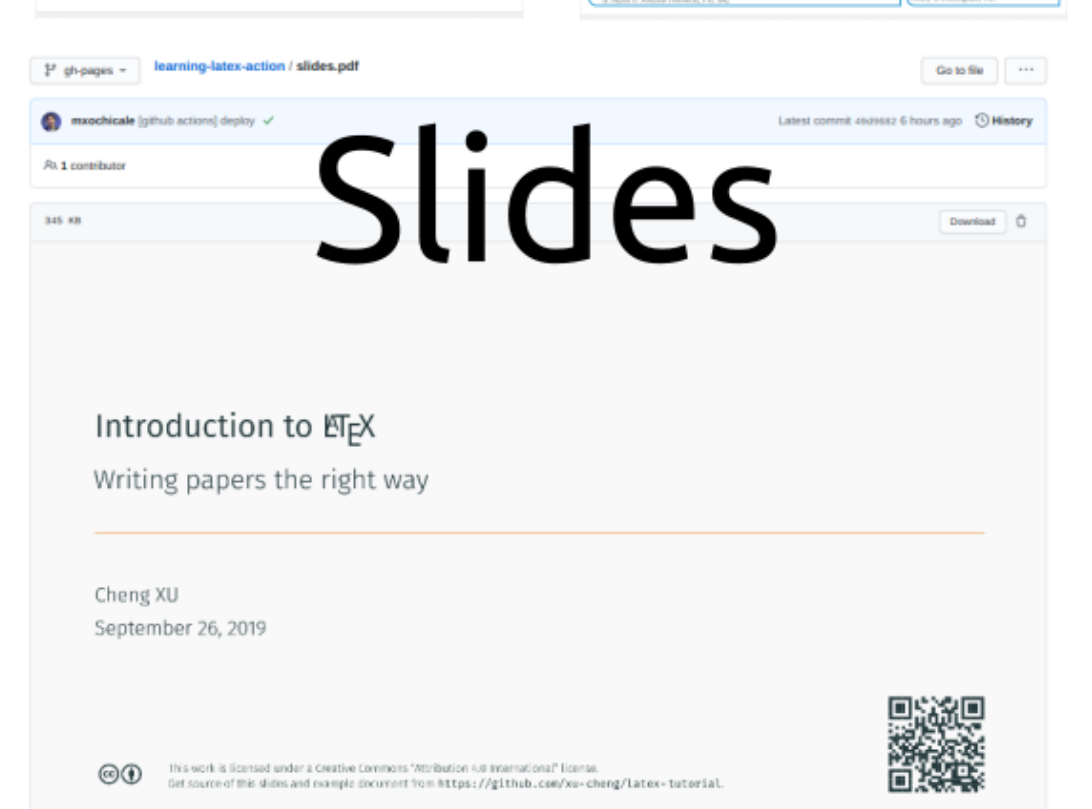 gh-pages
learning-latex-action / slides.pdf
Go to file
mxochicale [github actions] deploy
Latest commit 6 hours ago
History
1 contributor
Slides
345 KB
Download
Introduction to LATEX
Writing papers the right way
Cheng XU
September 26, 2019
This work is licensed under a Creative Commons "Attribution 4.0 International" license.
Get source of this slides and example document from https://github.com/xu-cheng/latex-tutorial.